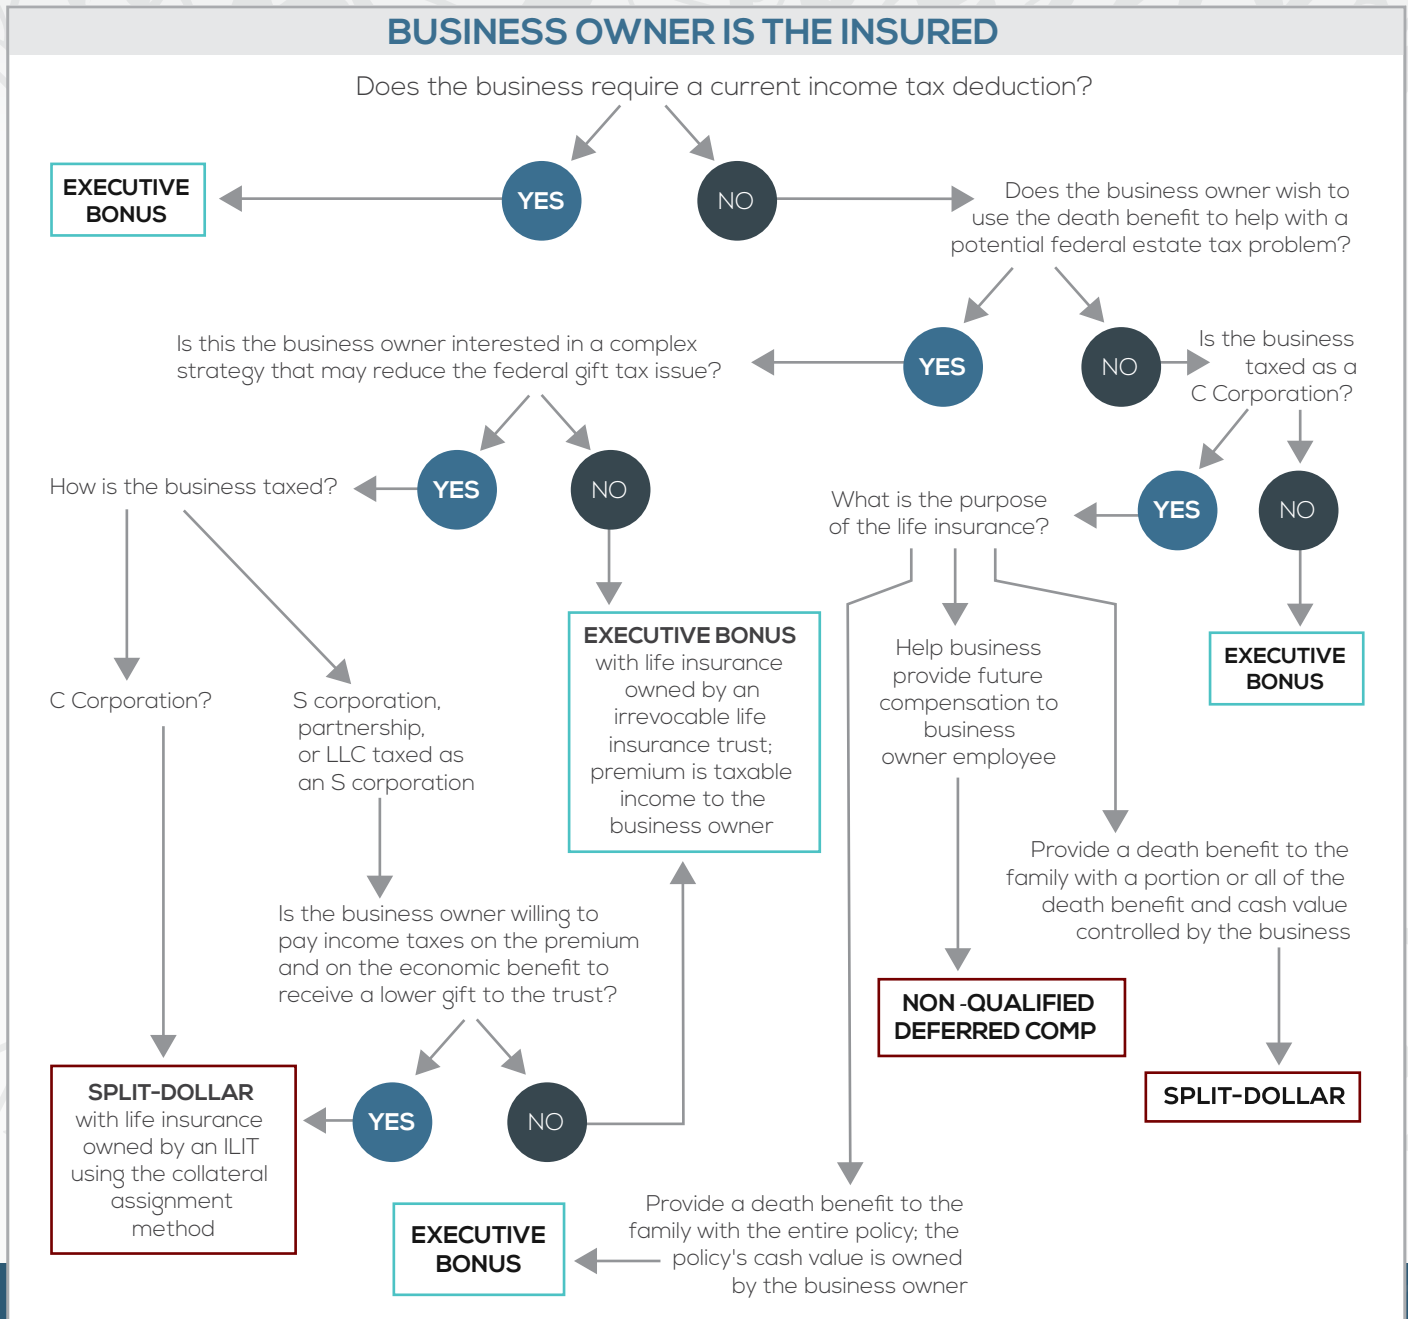 BUSINESS OWNER IS THE INSURED
Does the business require a current income tax deduction?
EXECUTIVE
BONUS
YES
NO
Does the business owner wish to
use the death benefit to help with a
potential federal estate tax problem?
Is this the business owner interested in a complex
strategy that may reduce the federal gift tax issue?
YES
NO
Is the business
taxed as a
C Corporation?
How is the business taxed?
YES
NO
What is the purpose
of the life insurance?
YES
NO
C Corporation?
S corporation,
partnership,
or LLC taxed as
an S corporation
EXECUTIVE BONUS
with life insurance
owned by an
irrevocable life
insurance trust;
premium is taxable
income to the
business owner
Help business
provide future
compensation to
business
owner employee
EXECUTIVE
BONUS
Provide a death benefit to the
family with a portion or all of the
death benefit and cash value
controlled by the business
Is the business owner willing to
pay income taxes on the premium
and on the economic benefit to
receive a lower gift to the trust?
NON-QUALIFIED
DEFERRED COMP
SPLIT-DOLLAR
SPLIT-DOLLAR
with life insurance
owned by an ILIT
using the collateral
assignment
method
YES
NO
EXECUTIVE
BONUS
Provide a death benefit to the
family with the entire policy; the
policy's cash value is owned
by the business owner